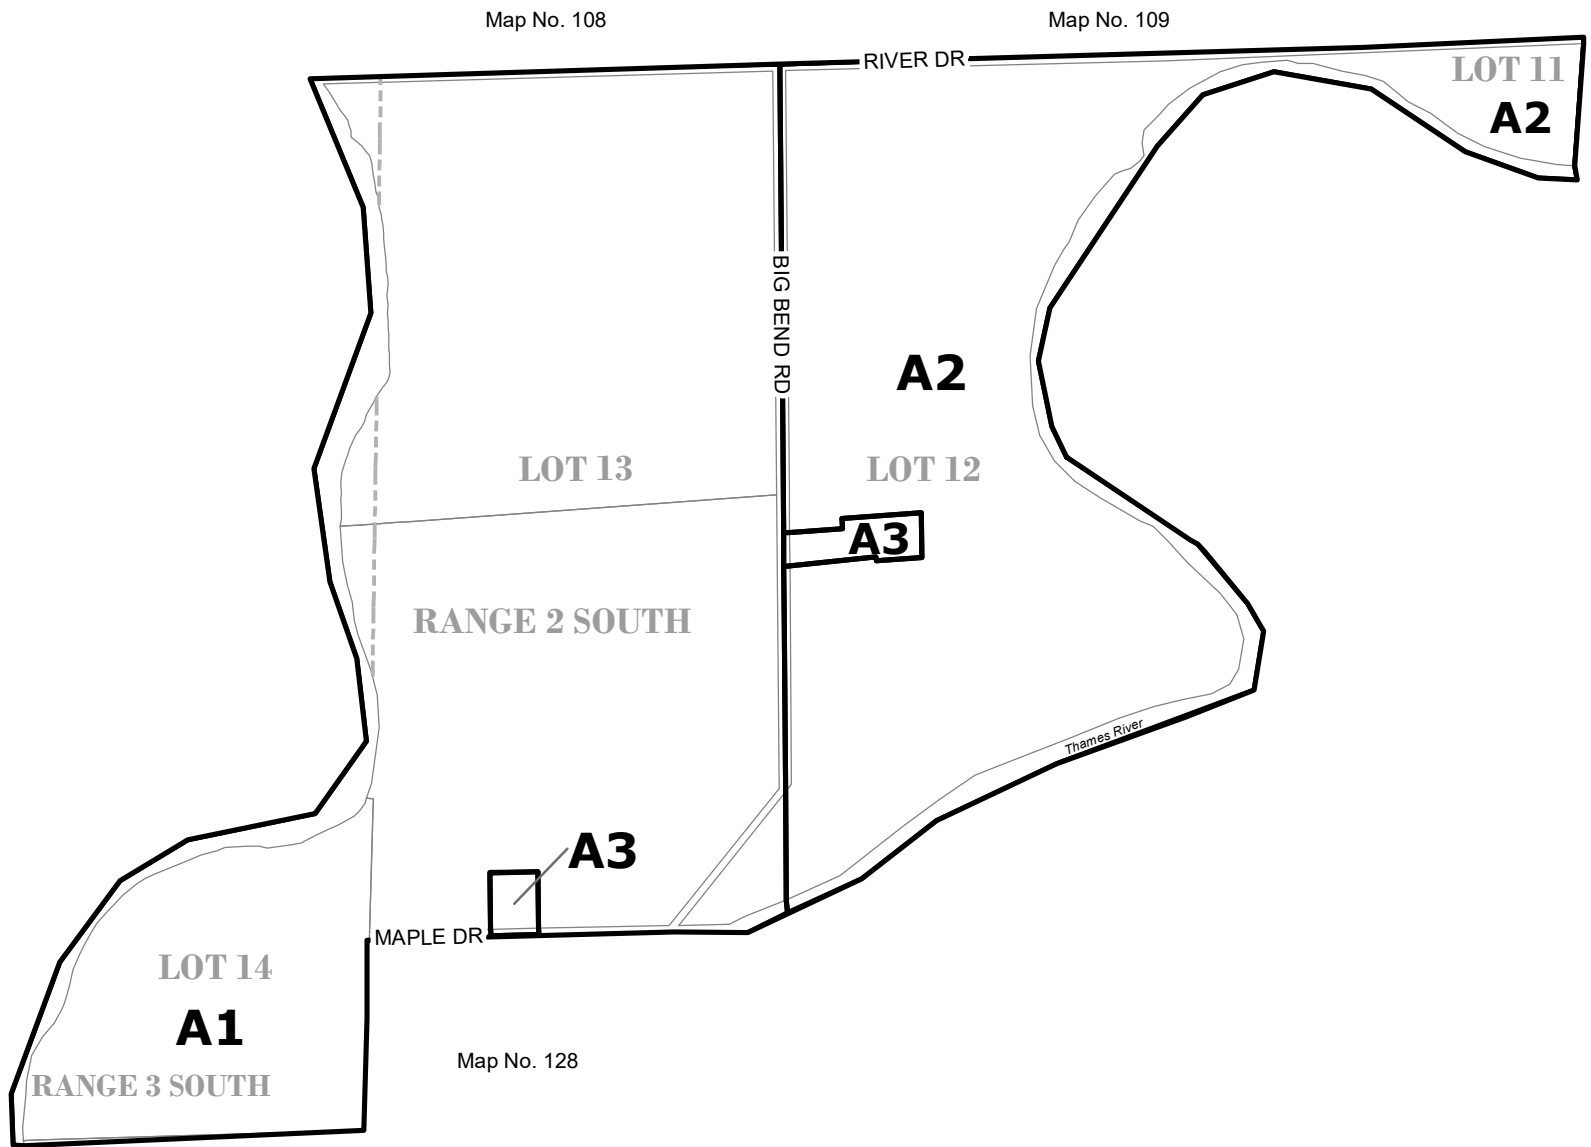 Map No. 108
Map No. 109
RIVER DR
LOT 11
A2
BIG BEND RD
A2
LOT 13
LOT 12
A3
RANGE 2 SOUTH
Thames River
A3
MAPLE DR
LOT 14
A1
Map No. 128
RANGE 3 SOUTH